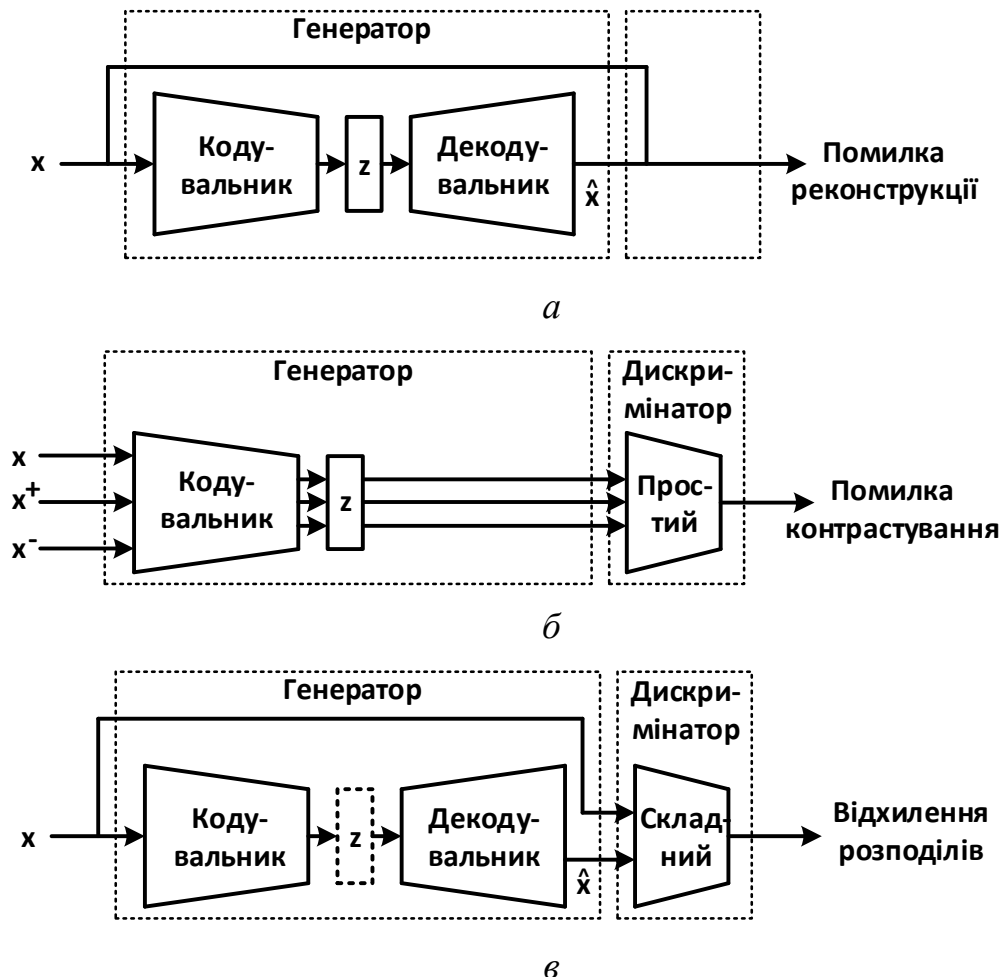 Генератор
x
Коду-
вальник
z
Декоду-
вальник
x̂
Помилка
реконструкції
а
Генератор
Дискри-
мінатор
x
x⁺
x⁻
Коду-
вальник
z
Прос-
тий
Помилка
контрастування
б
Генератор
Дискри-
мінатор
x
Коду-
вальник
z
Декоду-
вальник
x̂
Склад-
ний
Відхилення
розподілів
в